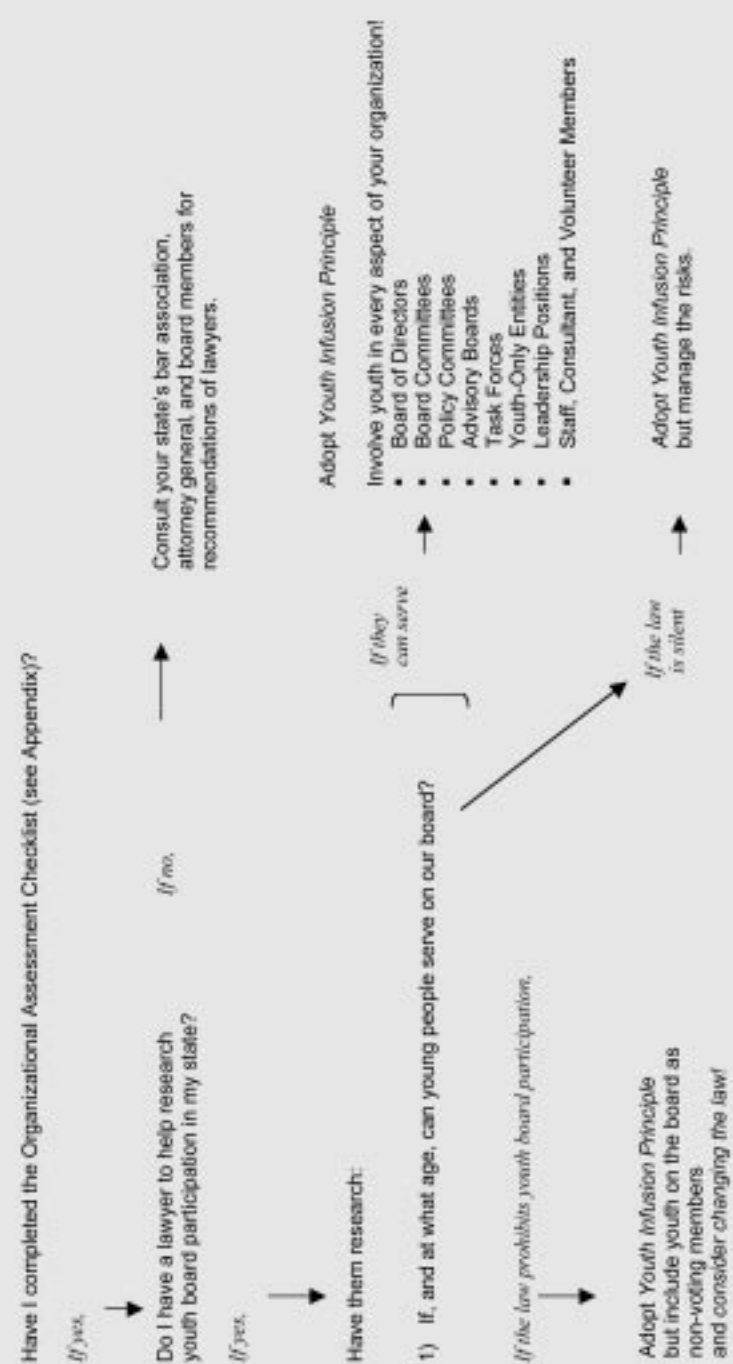 Have I completed the Organizational Assessment Checklist (see Appendix)?
If yes,
Do I have a lawyer to help research
youth board participation in my state?
If no,
Consult your state's bar association,
attorney general, and board members for
recommendations of lawyers.
If yes,
Have them research:
1) If, and at what age, can young people serve on our board?
If they
can serve
Adopt Youth Infusion Principle
Involve youth in every aspect of your organization!
▪ Board of Directors
▪ Board Committees
▪ Policy Committees
▪ Advisory Boards
▪ Task Forces
▪ Youth-Only Entities
▪ Leadership Positions
▪ Staff, Consultant, and Volunteer Members
If the law prohibits youth board participation,
If the law
is silent
Adopt Youth Infusion Principle
but manage the risks.
Adopt Youth Infusion Principle
but include youth on the board as
non-voting members
and consider changing the law!